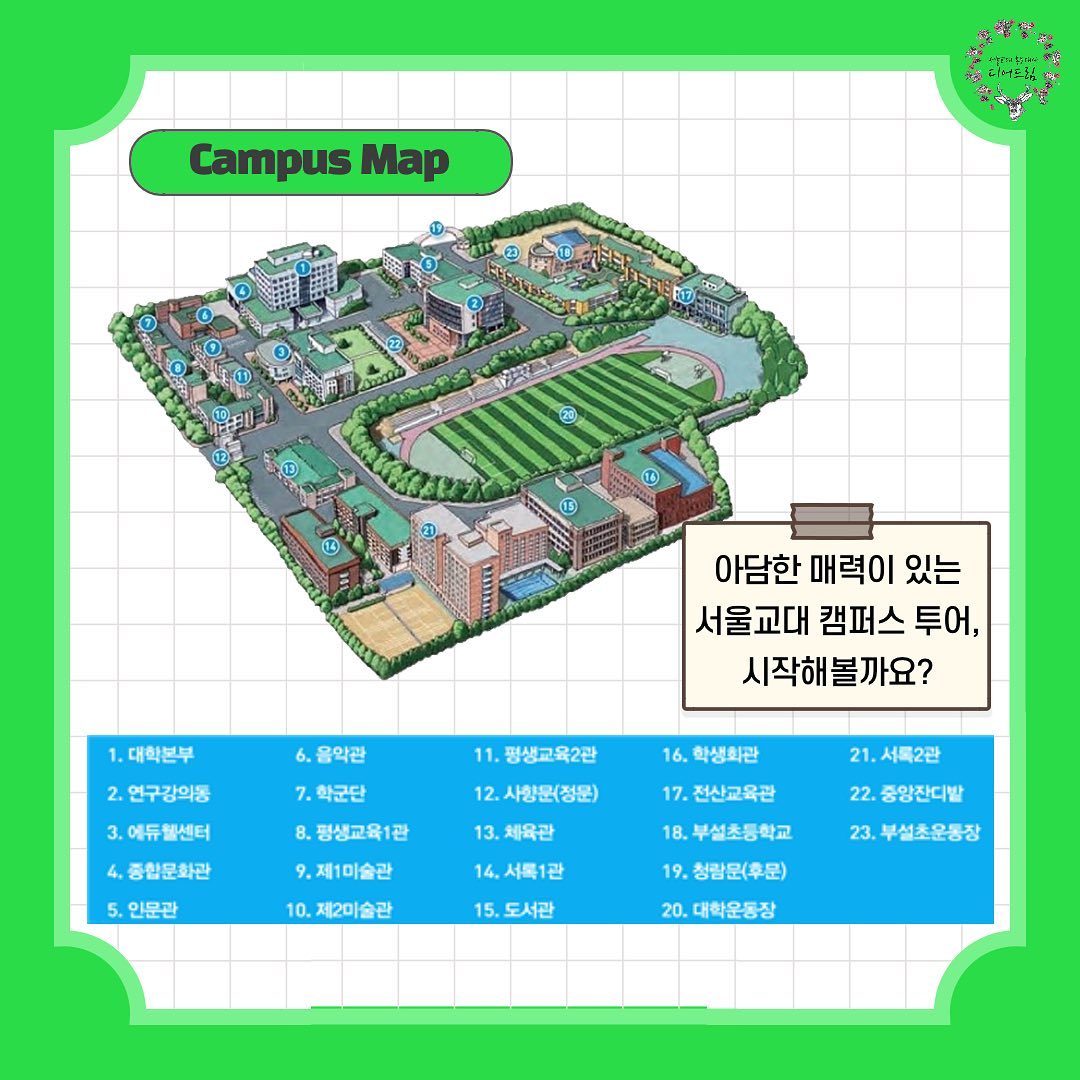 서울교대 홍보대사
디어드림
Campus Map
19
1
5
23
18
4
2
17
7
6
22
9
3
8
11
10
20
12
13
16
15
21
14
아담한 매력이 있는
서울교대 캠퍼스 투어,
시작해볼까요?
1. 대학본부
2. 연구강의동
3. 에듀웰센터
4. 종합문화관
5. 인문관
6. 음악관
7. 학군단
8. 평생교육1관
9. 제1미술관
10. 제2미술관
11. 평생교육2관
12. 사향문(정문)
13. 체육관
14. 서록1관
15. 도서관
16. 학생회관
17. 전산교육관
18. 부설초등학교
19. 청람문(후문)
20. 대학운동장
21. 서록2관
22. 중앙잔디밭
23. 부설초운동장